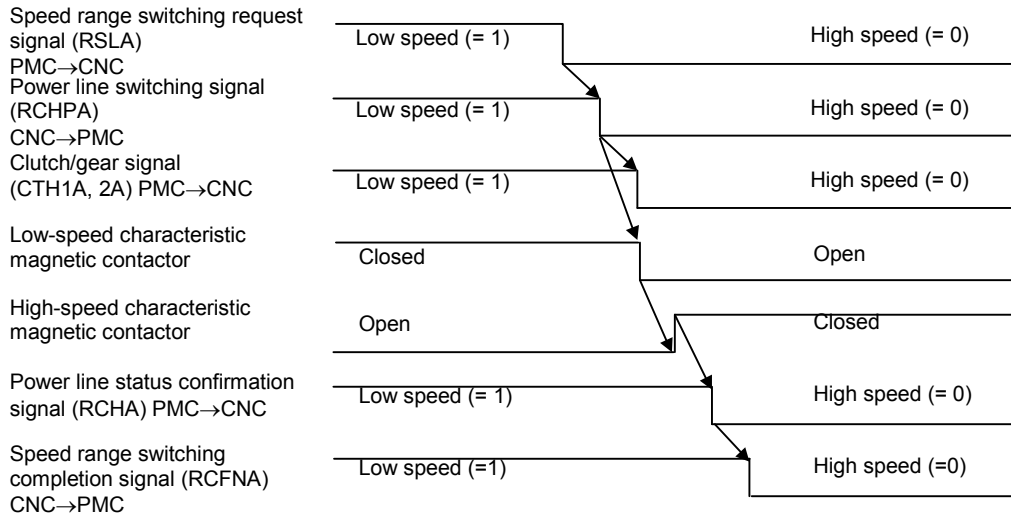 Speed range switching request
signal (RSLA)
PMC→CNC
Low speed (= 1)
High speed (= 0)
Power line switching signal
(RCHPA)
CNC→PMC
Low speed (= 1)
High speed (= 0)
Clutch/gear signal
(CTH1A, 2A) PMC→CNC
Low speed (= 1)
High speed (= 0)
Low-speed characteristic
magnetic contactor
Closed
Open
High-speed characteristic
magnetic contactor
Open
Closed
Power line status confirmation
signal (RCHA) PMC→CNC
Low speed (= 1)
High speed (= 0)
Speed range switching
completion signal (RCFNA)
CNC→PMC
Low speed (=1)
High speed (=0)